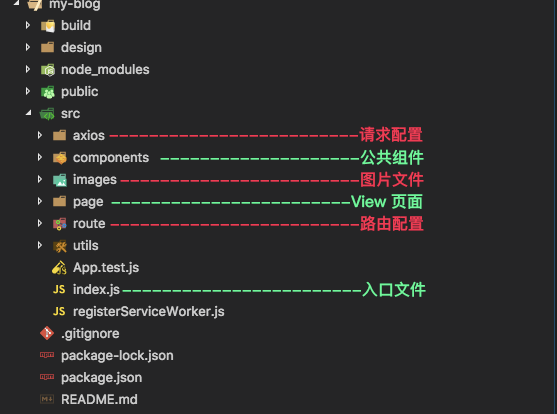 my-blog
build
design
node_modules
public
src
axios ------------------------- 请求配置
components -------------------- 公共组件
images ------------------------ 图片文件
page ------------------------ View 页面
route ------------------------- 路由配置
utils
App.test.js
JS index.js ------------------------ 入口文件
JS registerServiceWorker.js
.gitignore
package-lock.json
package.json
M↓ README.md